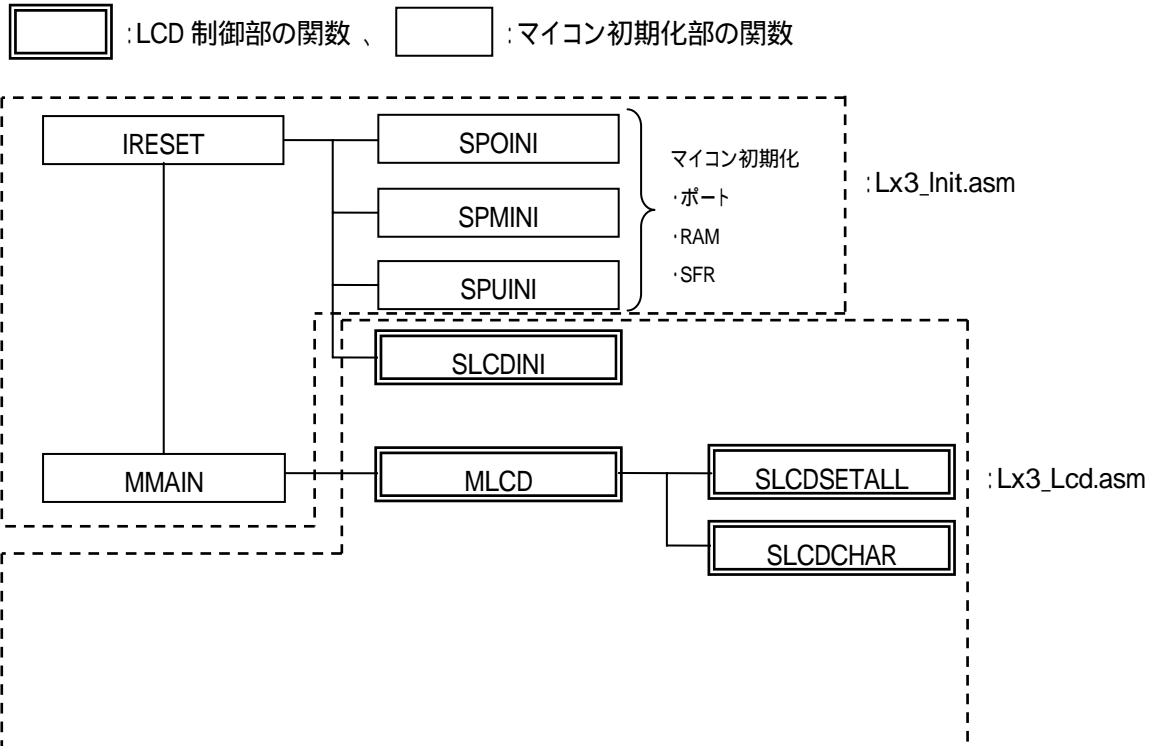 :LCD 制御部の関数 、 :マイコン初期化部の関数
IRESET
SPOINI
SPMINI
SPUINI
マイコン初期化
・ポート
・RAM
・SFR
:Lx3_Init.asm
SLCDINI
MMAIN
MLCD
SLCDSETALL
SLCDCHAR
:Lx3_Lcd.asm